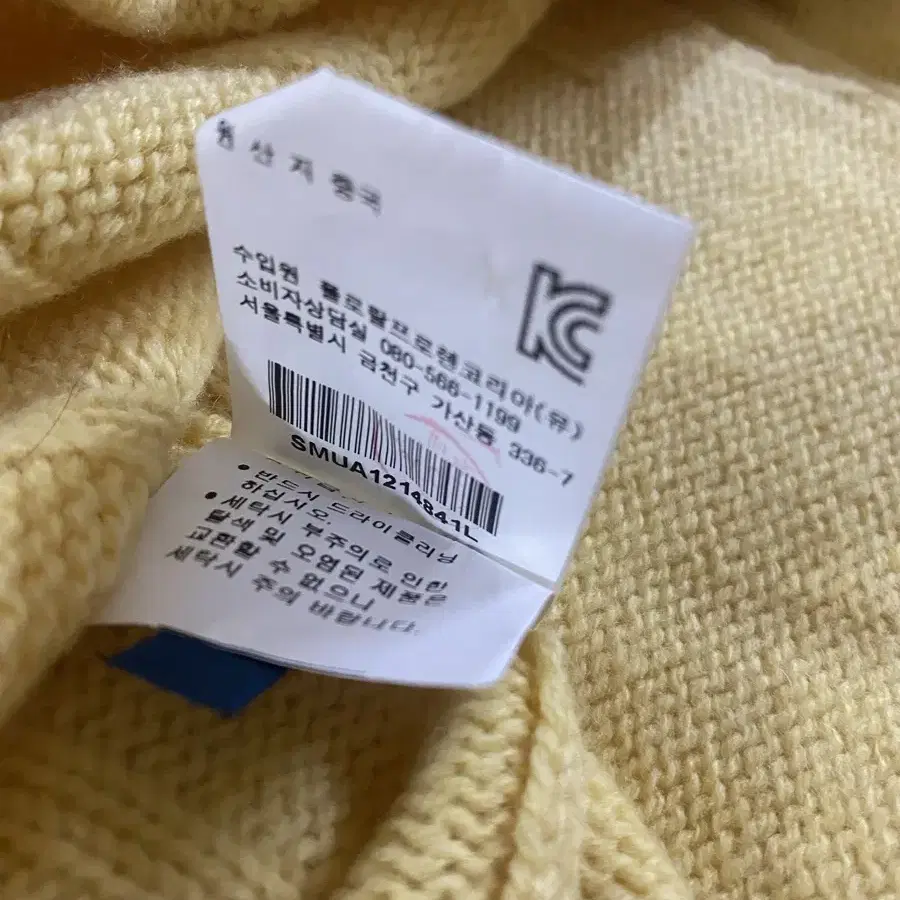 원산지 중국
KC
수입원 폴로랄프로렌코리아(유)
소비자상담실 080-566-1199
서울특별시 금천구 가산동 336-7
SMUA1214841L
• 반드시 드라이클리닝
하십시오.
• 세탁시 부주의로 인한
탈색 및 오염된 제품은
교환할 수 없으니
세탁시 주의 바랍니다.